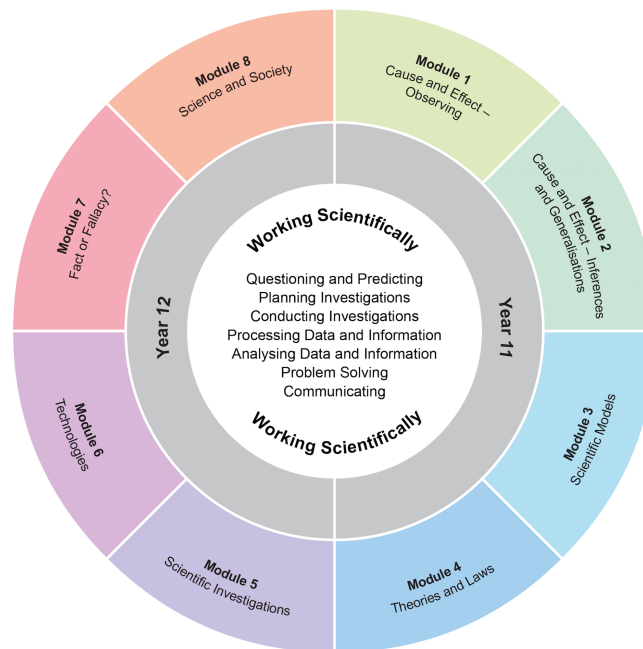 Module 1
Cause and Effect –
Observing
Module 2
Cause and Effect – Inferences
and Generalisations
Module 3
Scientific Models
Module 4
Theories and Laws
Module 5
Scientific Investigations
Module 6
Technologies
Module 7
Fact or Fallacy?
Module 8
Science and Society
Year 12
Year 11
Working Scientifically
Questioning and Predicting
Planning Investigations
Conducting Investigations
Processing Data and Information
Analysing Data and Information
Problem Solving
Communicating
Working Scientifically